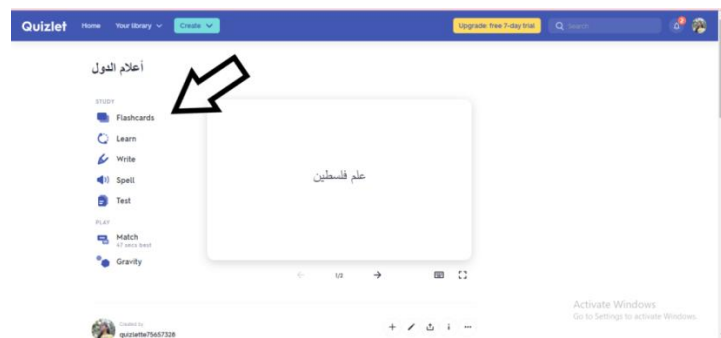 Quizlet Home Your library Create Upgrade: free 7-day trial Search 2
أعلام الدول
STUDY
Flashcards
Learn
Write
Spell
Test
PLAY
Match
47 secs best
Gravity
علم فلسطين
1/2
Created by
quizlette75657328
Activate Windows
Go to Settings to activate Windows.